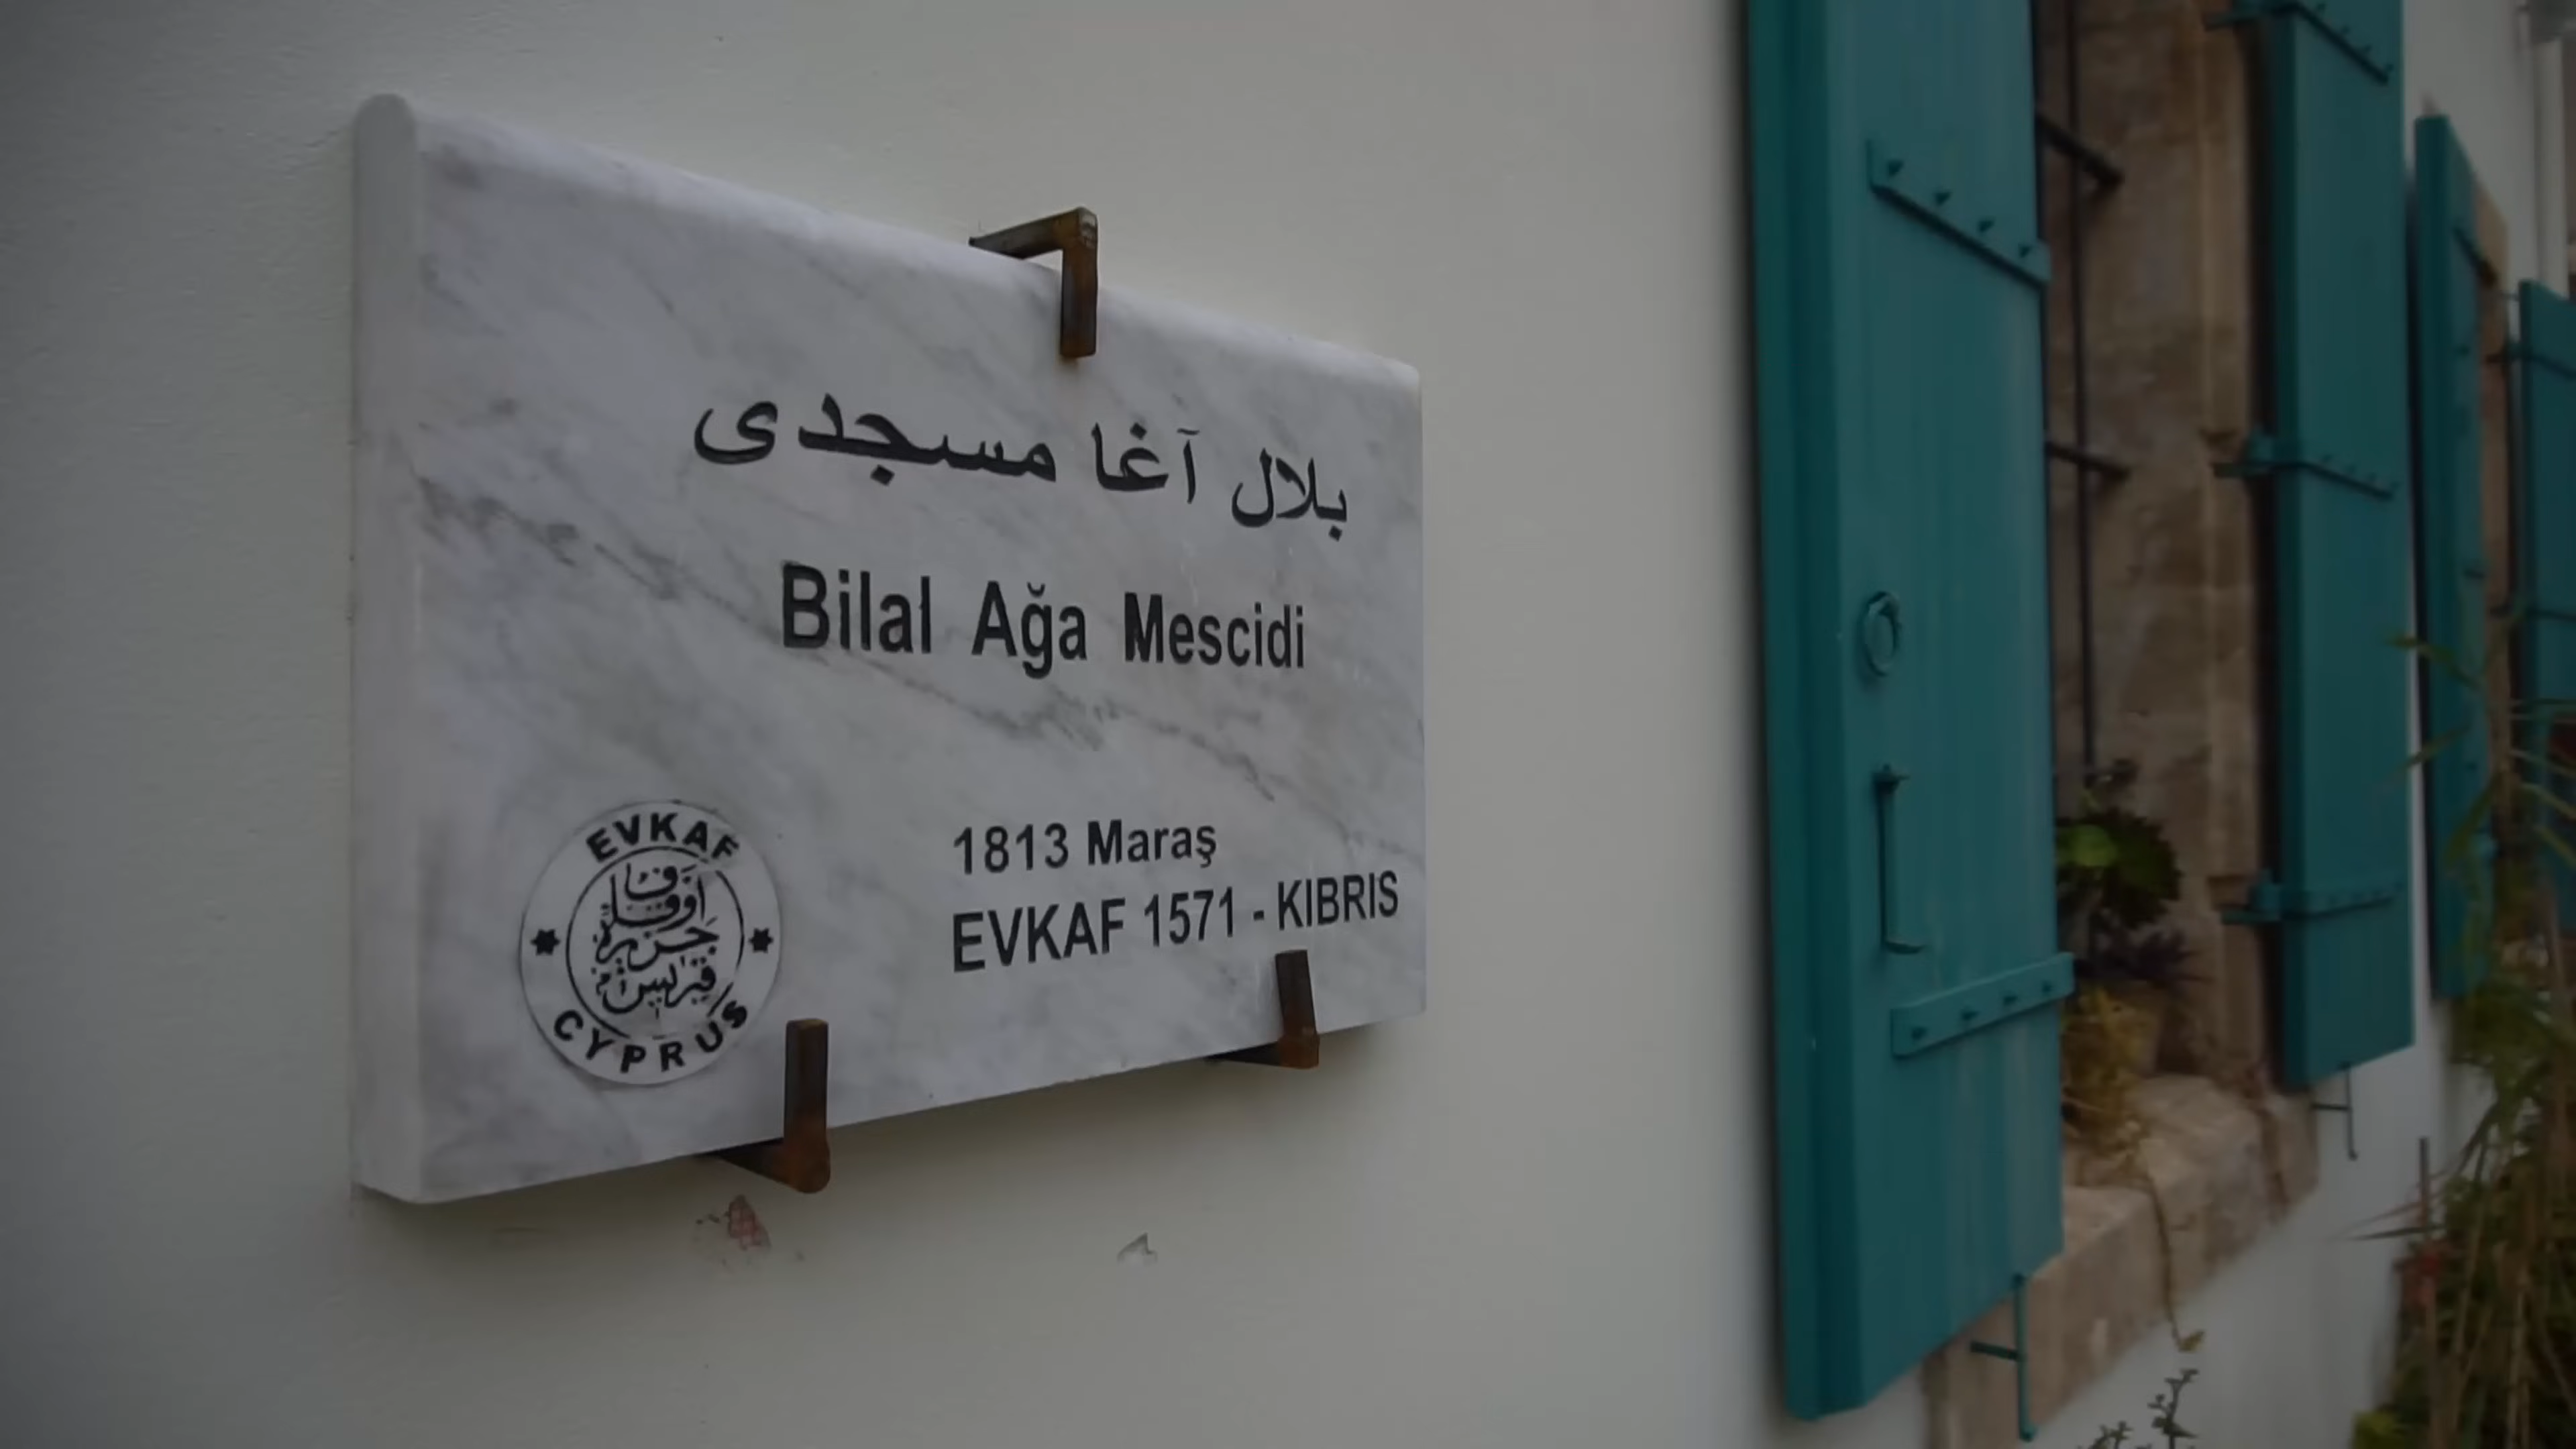 بلال آغا مسجدى
Bilal Ağa Mescidi
1813 Maraş
EVKAF 1571 - KIBRIS
EVKAF
CYPRUS